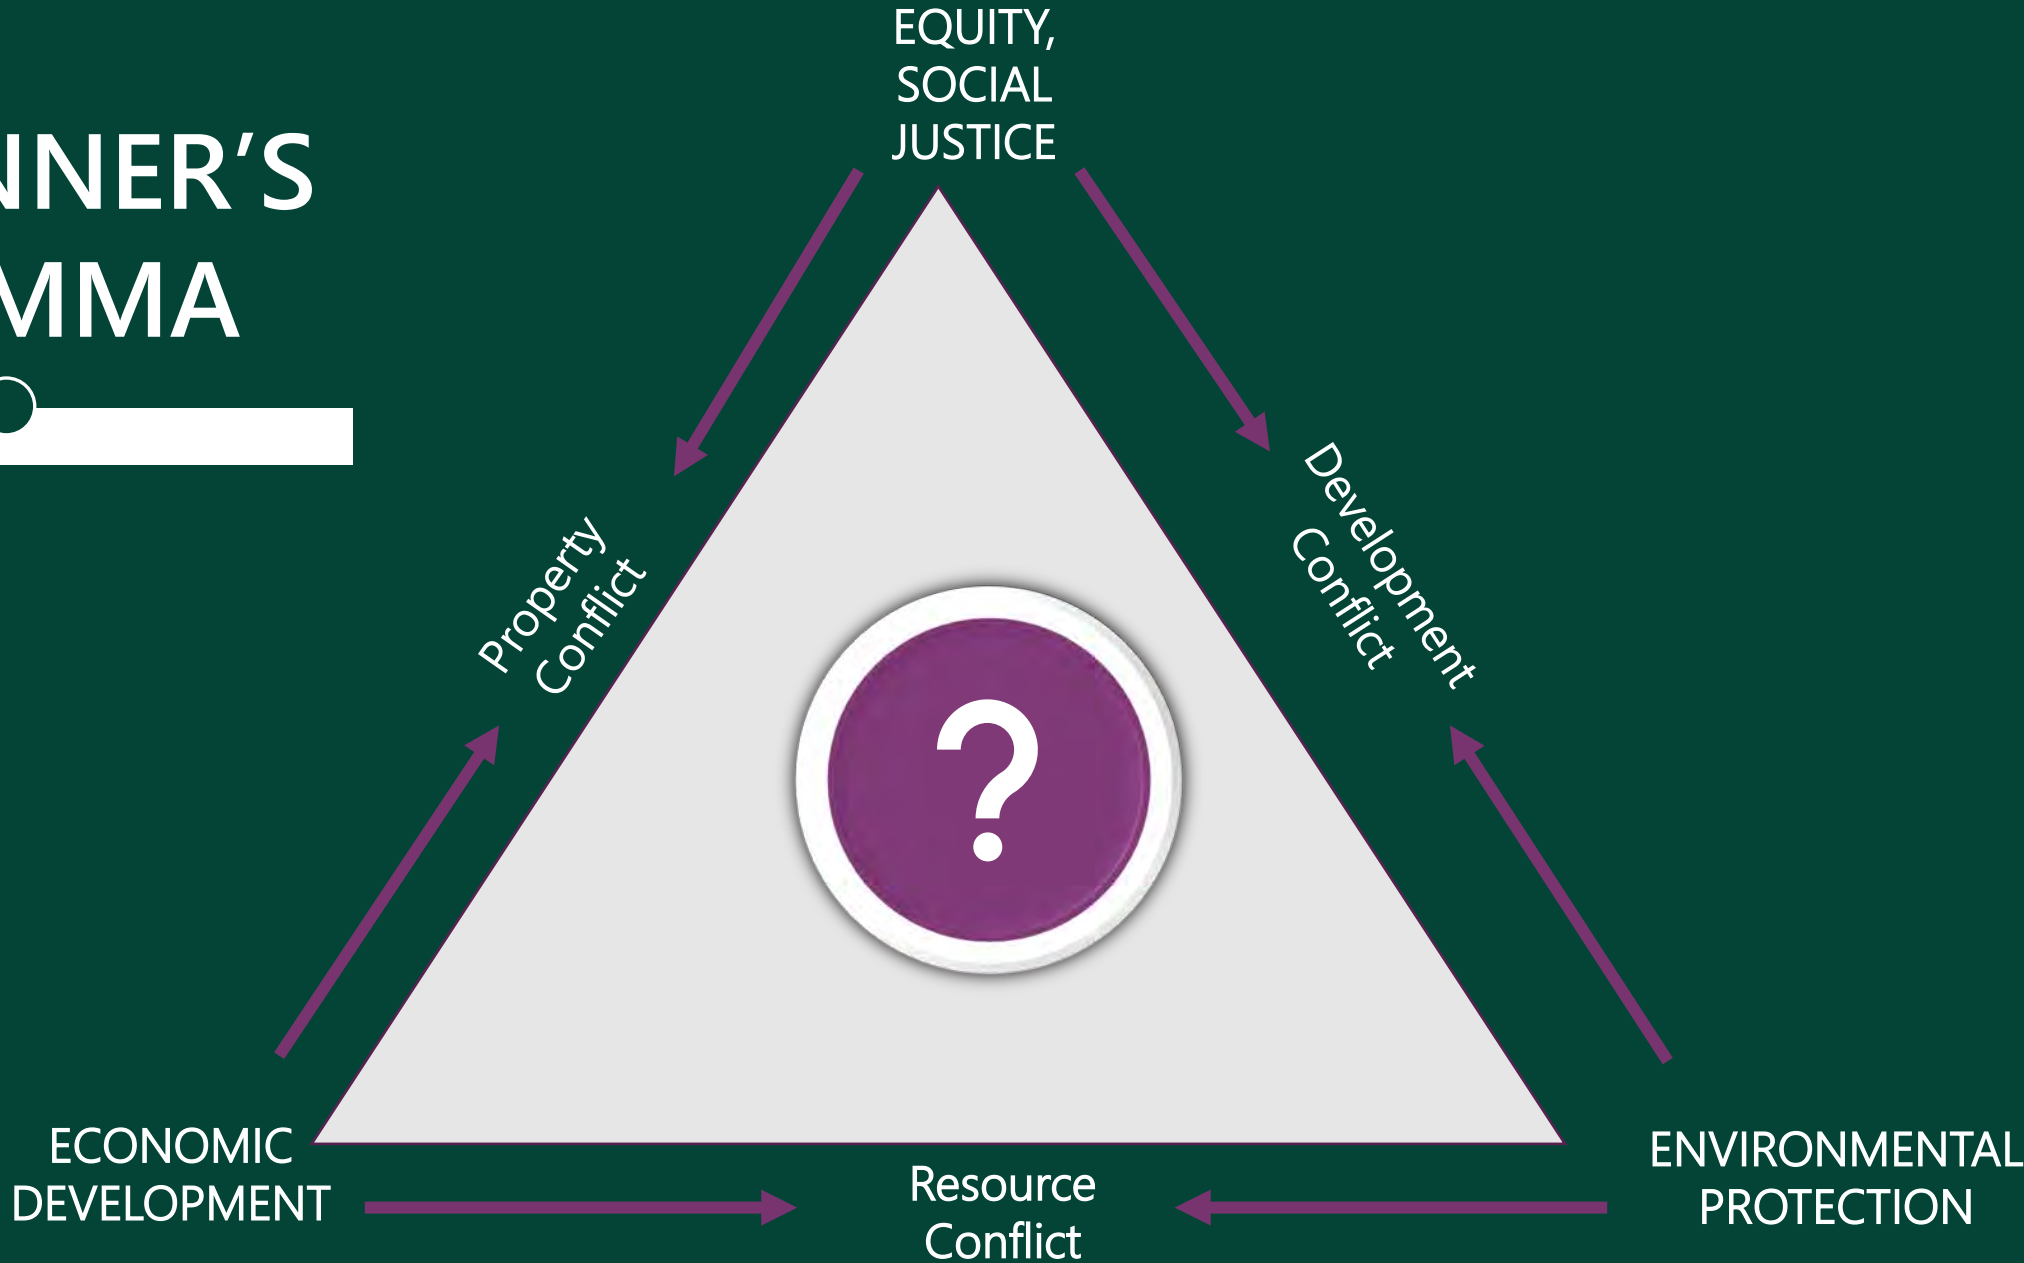 EQUITY,
SOCIAL
JUSTICE
NNER’S
MMA
Property
Conflict
Development
Conflict
?
ECONOMIC
DEVELOPMENT
Resource
Conflict
ENVIRONMENTAL
PROTECTION